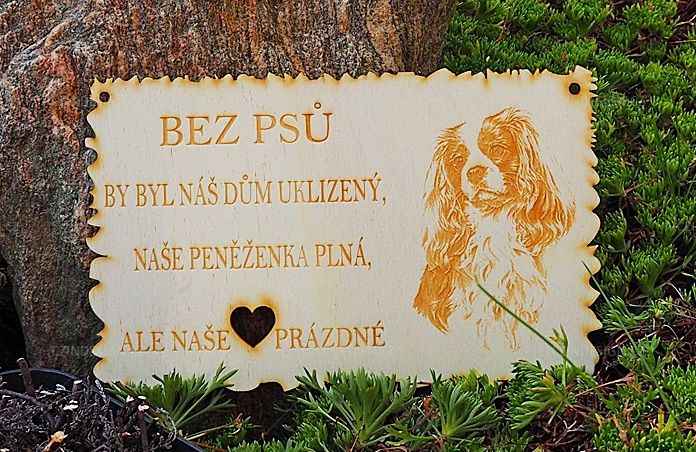 BEZ PSŮ
BY BYL NÁŠ DŮM UKLIZENÝ,
NAŠE PENĚŽENKA PLNÁ,
ALE NAŠE PRÁZDNÉ